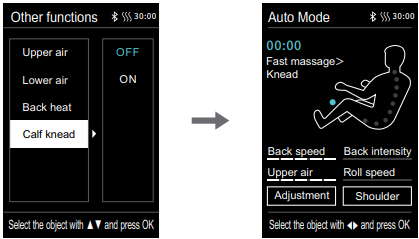 Other functions 30:00
Upper air OFF
Lower air ON
Back heat
Calf knead
Select the object with ▲▼ and press OK
Auto Mode 30:00
00:00
Fast massage>
Knead
Back speed Back intensity
Upper air Roll speed
Adjustment Shoulder
Select the object with ◀▶ and press OK